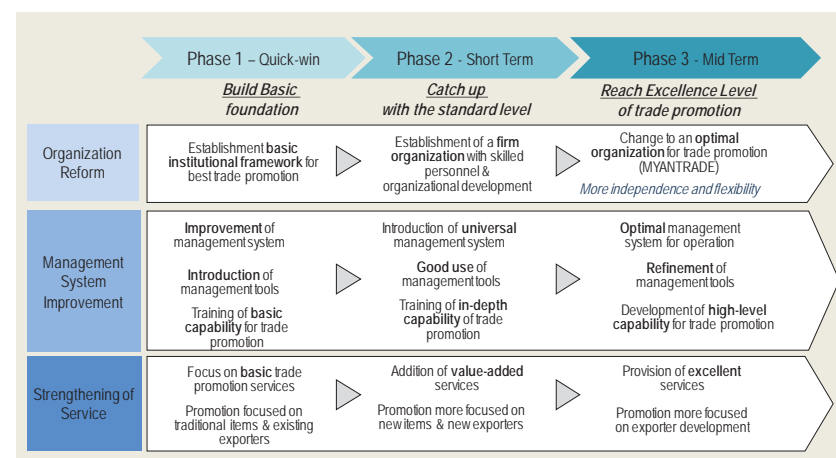 Phase 1 – Quick-win
Phase 2 - Short Term
Phase 3 - Mid Term
Build Basic
foundation
Catch up
with the standard level
Reach Excellence Level
of trade promotion
Organization
Reform
Establishment basic
institutional framework for
best trade promotion
Establishment of a firm
organization with skilled
personnel &
organizational development
Change to an optimal
organization for trade promotion
(MYANTRADE)
More independence and flexibility
Management
System
Improvement
Improvement of
management system
Introduction of
management tools
Training of basic
capability for trade
promotion
Introduction of universal
management system
Good use of
management tools
Training of in-depth
capability of trade
promotion
Optimal management
system for operation
Refinement of
management tools
Development of high-level
capability for trade promotion
Strengthening of
Service
Focus on basic trade
promotion services
Promotion focused on
traditional items & existing
exporters
Addition of value-added
services
Promotion more focused on
new items & new exporters
Provision of excellent
services
Promotion more focused
on exporter development